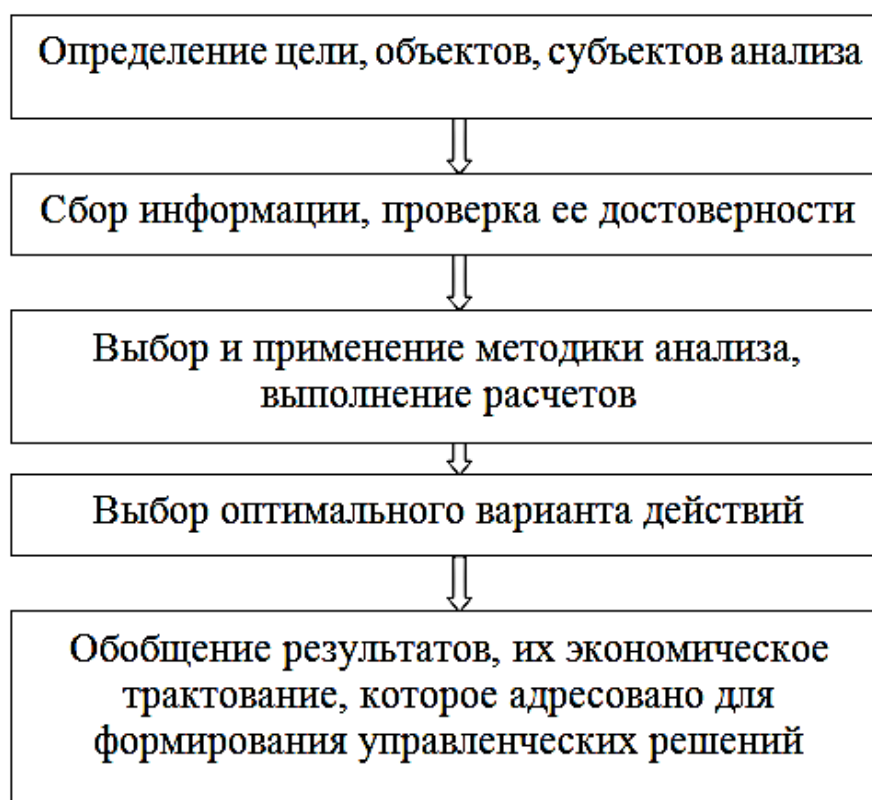 Определение цели, объектов, субъектов анализа
Сбор информации, проверка ее достоверности
Выбор и применение методики анализа,
выполнение расчетов
Выбор оптимального варианта действий
Обобщение результатов, их экономическое
трактование, которое адресовано для
формирования управленческих решений